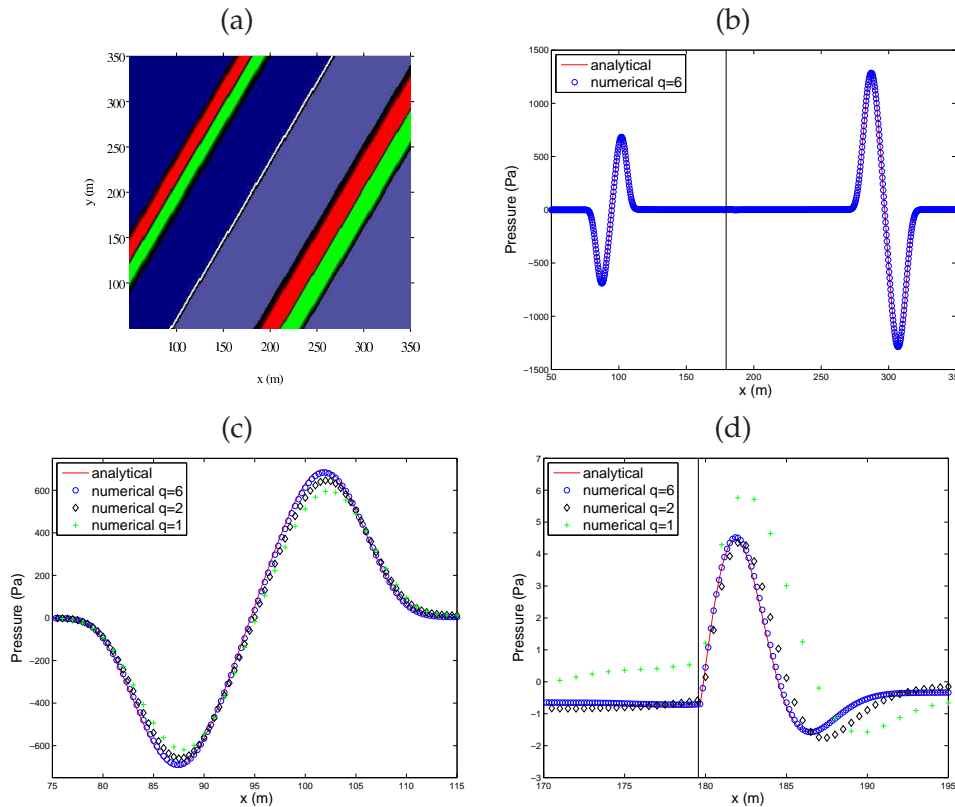 (a)
350
300
250
200
150
100
y (m)
100 150 200 250 300 350
x (m)
(b)
analytical
numerical q=6
1500
1000
500
0
−500
−1000
−1500
Pressure (Pa)
50 100 150 200 250 300 350
x (m)
(c)
analytical
numerical q=6
numerical q=2
numerical q=1
600
400
200
0
−200
−400
−600
Pressure (Pa)
75 80 85 90 95 100 105 110 115
x (m)
(d)
analytical
numerical q=6
numerical q=2
numerical q=1
7
6
5
4
3
2
1
0
−1
−2
−3
Pressure (Pa)
170 175 180 185 190 195
x (m)